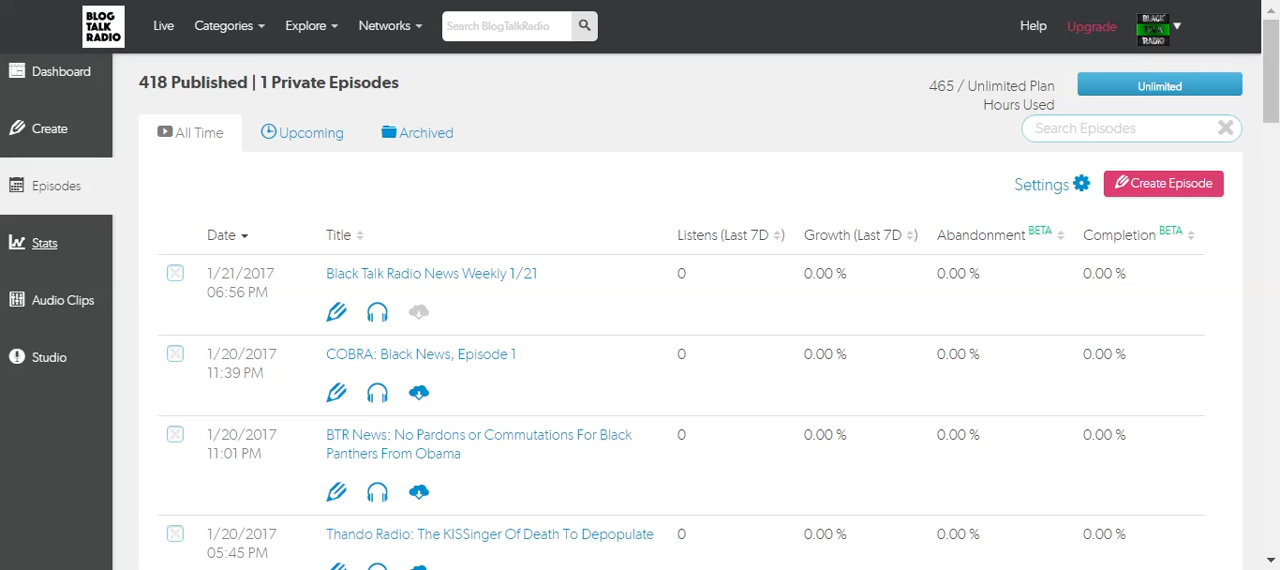 BLOG
TALK
RADIO
Live
Categories
Explore
Networks
Search BlogTalkRadio
Help
Upgrade
BLACK
TALK
RADIO
Dashboard
Create
Episodes
Stats
Audio Clips
Studio
418 Published | 1 Private Episodes
465 / Unlimited Plan
Hours Used
Unlimited
All Time
Upcoming
Archived
Search Episodes
Settings
Create Episode
Date
Title
Listens (Last 7D )
Growth (Last 7D )
Abandonment BETA
Completion BETA
1/21/2017
06:56 PM
Black Talk Radio News Weekly 1/21
0
0.00 %
0.00 %
0.00 %
1/20/2017
11:39 PM
COBRA: Black News, Episode 1
0
0.00 %
0.00 %
0.00 %
1/20/2017
11:01 PM
BTR News: No Pardons or Commutations For Black
Panthers From Obama
0
0.00 %
0.00 %
0.00 %
1/20/2017
05:45 PM
Thando Radio: The KISSinger Of Death To Depopulate
0
0.00 %
0.00 %
0.00 %